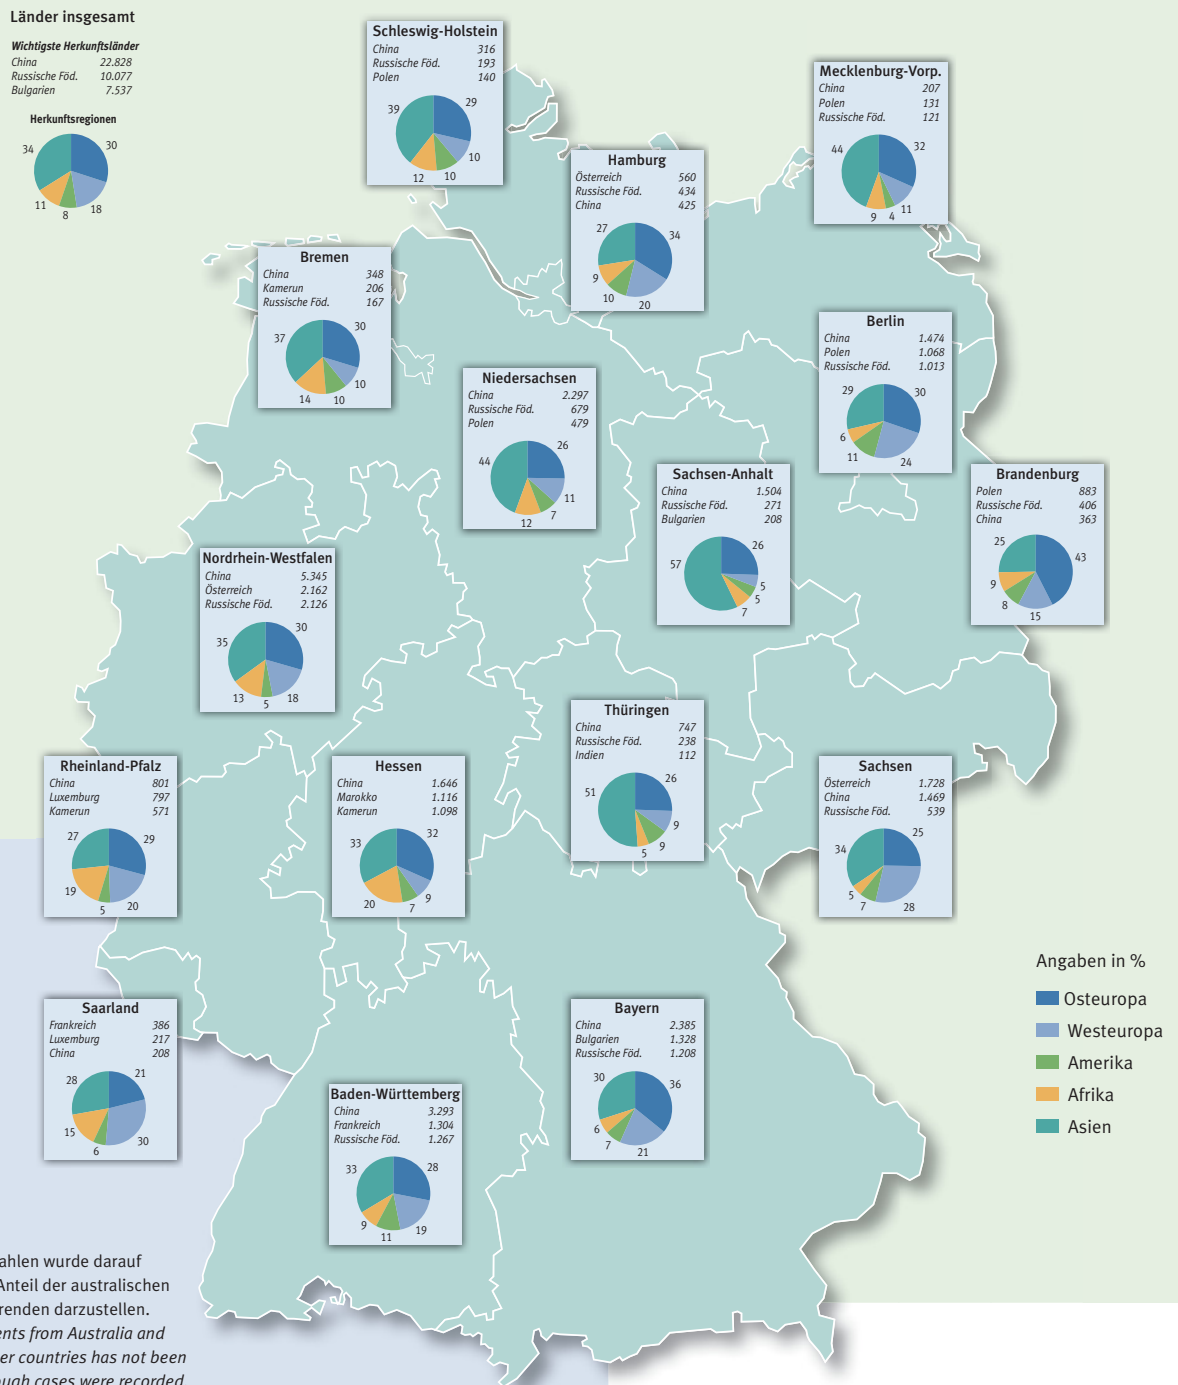 Länder insgesamt
Wichtigste Herkunftsländer
China 22.828
Russische Föd. 10.077
Bulgarien 7.537
Herkunftsregionen
34 30
11 8 18
Schleswig-Holstein
China 316
Russische Föd. 193
Polen 140
39 29
10
12 10
Mecklenburg-Vorp.
China 207
Polen 131
Russische Föd. 121
44 32
11
9 4
Hamburg
Österreich 560
Russische Föd. 434
China 425
27 34
9
10 20
Bremen
China 348
Kamerun 206
Russische Föd. 167
37 30
10
14 10
Berlin
China 1.474
Polen 1.068
Russische Föd. 1.013
29 30
6
11 24
Niedersachsen
China 2.297
Russische Föd. 679
Polen 479
44 26
11
12 7
Sachsen-Anhalt
China 1.504
Russische Föd. 271
Bulgarien 208
57 26
5
5
7
Brandenburg
Polen 883
Russische Föd. 406
China 363
25 43
9
8 15
Nordrhein-Westfalen
China 5.345
Österreich 2.162
Russische Föd. 2.126
35 30
13 5 18
Thüringen
China 747
Russische Föd. 238
Indien 112
51 26
9
5 9
Rheinland-Pfalz
China 801
Luxemburg 797
Kamerun 571
27 29
19
5 20
Hessen
China 1.646
Marokko 1.116
Kamerun 1.098
33 32
9
20 7
Sachsen
Österreich 1.728
China 1.469
Russische Föd. 539
34 25
5
7 28
Saarland
Frankreich 386
Luxemburg 217
China 208
28 21
15 30
6
Bayern
China 2.385
Bulgarien 1.328
Russische Föd. 1.208
30 36
6
7 21
Baden-Württemberg
China 3.293
Frankreich 1.304
Russische Föd. 1.267
33 28
9 11 19
Angaben in %
Osteuropa
Westeuropa
Amerika
Afrika
Asien
ahlen wurde darauf
Anteil der australischen
renden darzustellen.
ents from Australia and
er countries has not been
ough cases were recorded